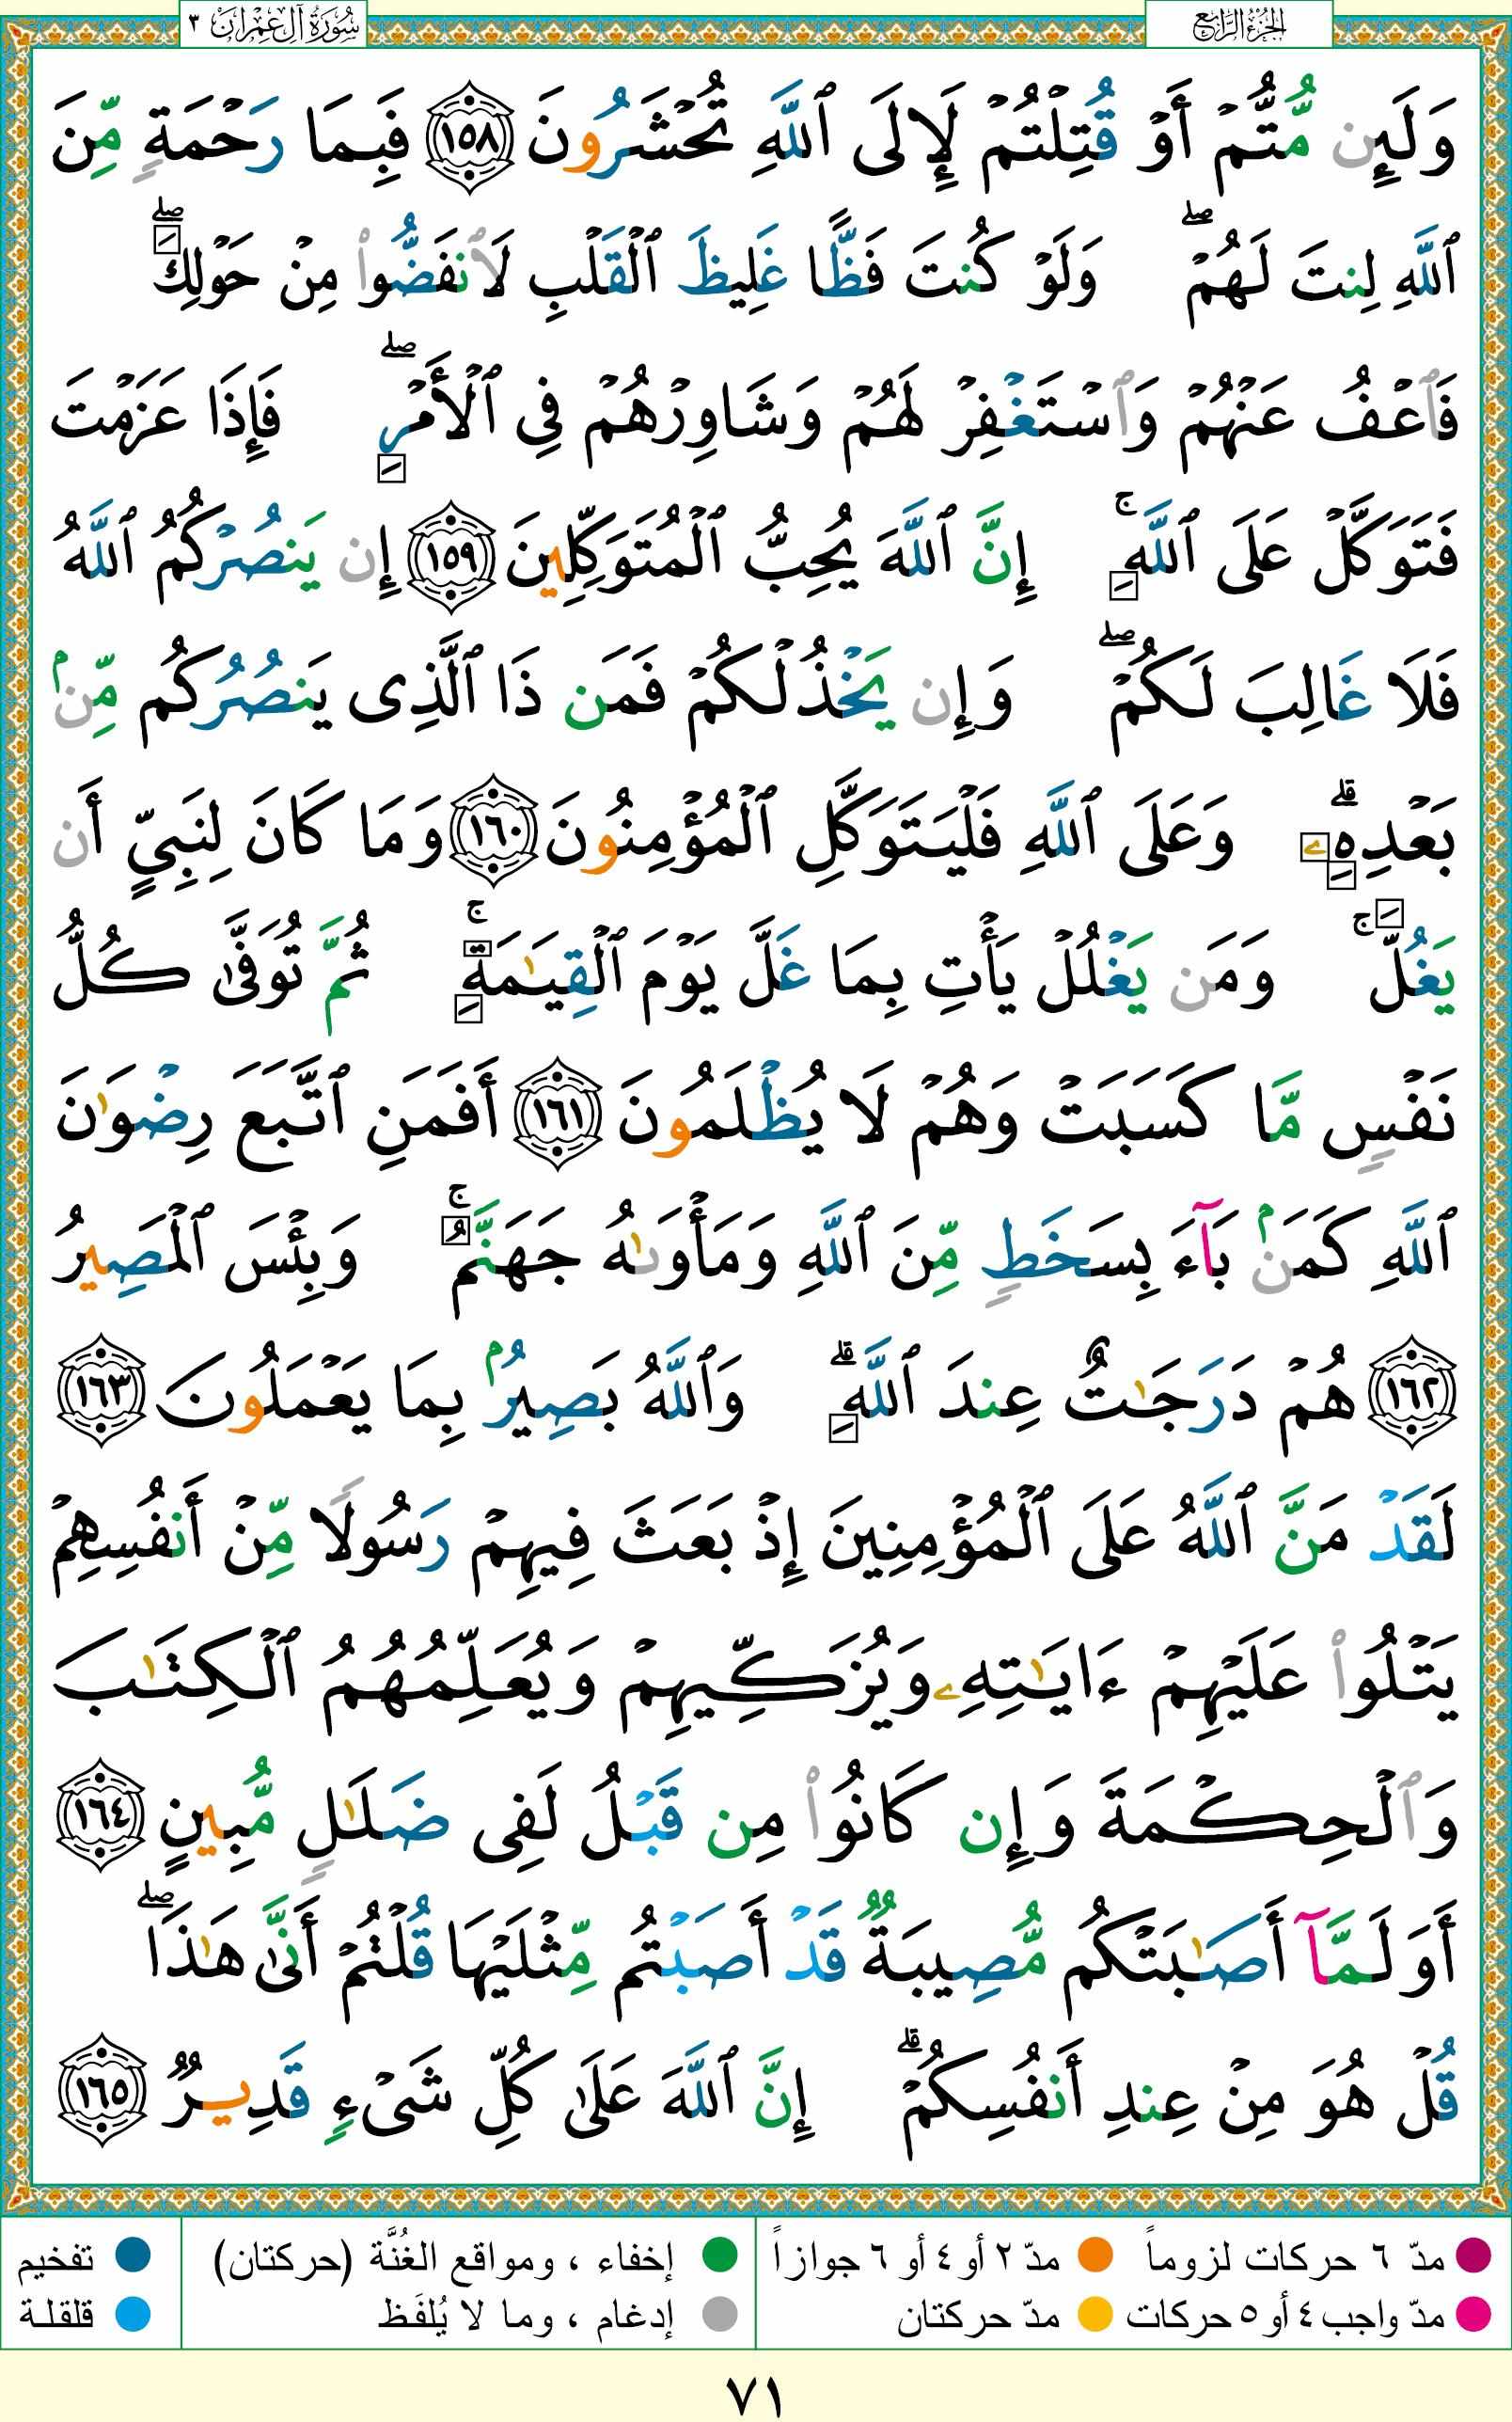 سُورَةُ آلِ عِمْرَانَ ٣
الجُزْءُ الرَّابِع
وَلَئِن مُّتُّمْ أَوْ قُتِلْتُمْ لَإِلَى ٱللَّهِ تُحْشَرُونَ ١٥٨ فَبِمَا رَحْمَةٍ مِّنَ
ٱللَّهِ لِنتَ لَهُمْ ۖ وَلَوْ كُنتَ فَظًّا غَلِيظَ ٱلْقَلْبِ لَٱنفَضُّوا۟ مِنْ حَوْلِكَ ۖ
فَٱعْفُ عَنْهُمْ وَٱسْتَغْفِرْ لَهُمْ وَشَاوِرْهُمْ فِى ٱلْأَمْرِ ۖ فَإِذَا عَزَمْتَ
فَتَوَكَّلْ عَلَى ٱللَّهِ ۚ إِنَّ ٱللَّهَ يُحِبُّ ٱلْمُتَوَكِّلِينَ ١٥٩ إِن يَنصُرْكُمُ ٱللَّهُ
فَلَا غَالِبَ لَكُمْ ۖ وَإِن يَخْذُلْكُمْ فَمَن ذَا ٱلَّذِى يَنصُرُكُم مِّنۢ
بَعْدِهِۦ ۗ وَعَلَى ٱللَّهِ فَلْيَتَوَكَّلِ ٱلْمُؤْمِنُونَ ١٦٠ وَمَا كَانَ لِنَبِىٍّ أَن
يَغُلَّ ۚ وَمَن يَغْلُلْ يَأْتِ بِمَا غَلَّ يَوْمَ ٱلْقِيَـٰمَةِ ۚ ثُمَّ تُوَفَّىٰ كُلُّ
نَفْسٍ مَّا كَسَبَتْ وَهُمْ لَا يُظْلَمُونَ ١٦١ أَفَمَنِ ٱتَّبَعَ رِضْوَٰنَ
ٱللَّهِ كَمَنۢ بَآءَ بِسَخَطٍ مِّنَ ٱللَّهِ وَمَأْوَىٰهُ جَهَنَّمُ ۚ وَبِئْسَ ٱلْمَصِيرُ
١٦٢ هُمْ دَرَجَـٰتٌ عِندَ ٱللَّهِ ۗ وَٱللَّهُ بَصِيرٌۢ بِمَا يَعْمَلُونَ ١٦٣
لَقَدْ مَنَّ ٱللَّهُ عَلَى ٱلْمُؤْمِنِينَ إِذْ بَعَثَ فِيهِمْ رَسُولًا مِّنْ أَنفُسِهِمْ
يَتْلُوا۟ عَلَيْهِمْ ءَايَـٰتِهِۦ وَيُزَكِّيهِمْ وَيُعَلِّمُهُمُ ٱلْكِتَـٰبَ
وَٱلْحِكْمَةَ وَإِن كَانُوا۟ مِن قَبْلُ لَفِى ضَلَـٰلٍ مُّبِينٍ ١٦٤
أَوَلَمَّآ أَصَـٰبَتْكُم مُّصِيبَةٌ قَدْ أَصَبْتُم مِّثْلَيْهَا قُلْتُمْ أَنَّىٰ هَـٰذَا ۖ
قُلْ هُوَ مِنْ عِندِ أَنفُسِكُمْ ۗ إِنَّ ٱللَّهَ عَلَىٰ كُلِّ شَىْءٍ قَدِيرٌ ١٦٥
مدّ ٦ حركات لزوماً مدّ ٢ أو ٤ أو ٦ جوازاً إخفاء ، ومواقع الغُنَّة (حركتان) تفخيم
مدّ واجب ٤ أو ٥ حركات مدّ حركتان إدغام ، وما لا يُلفَظ قلقلة
٧١